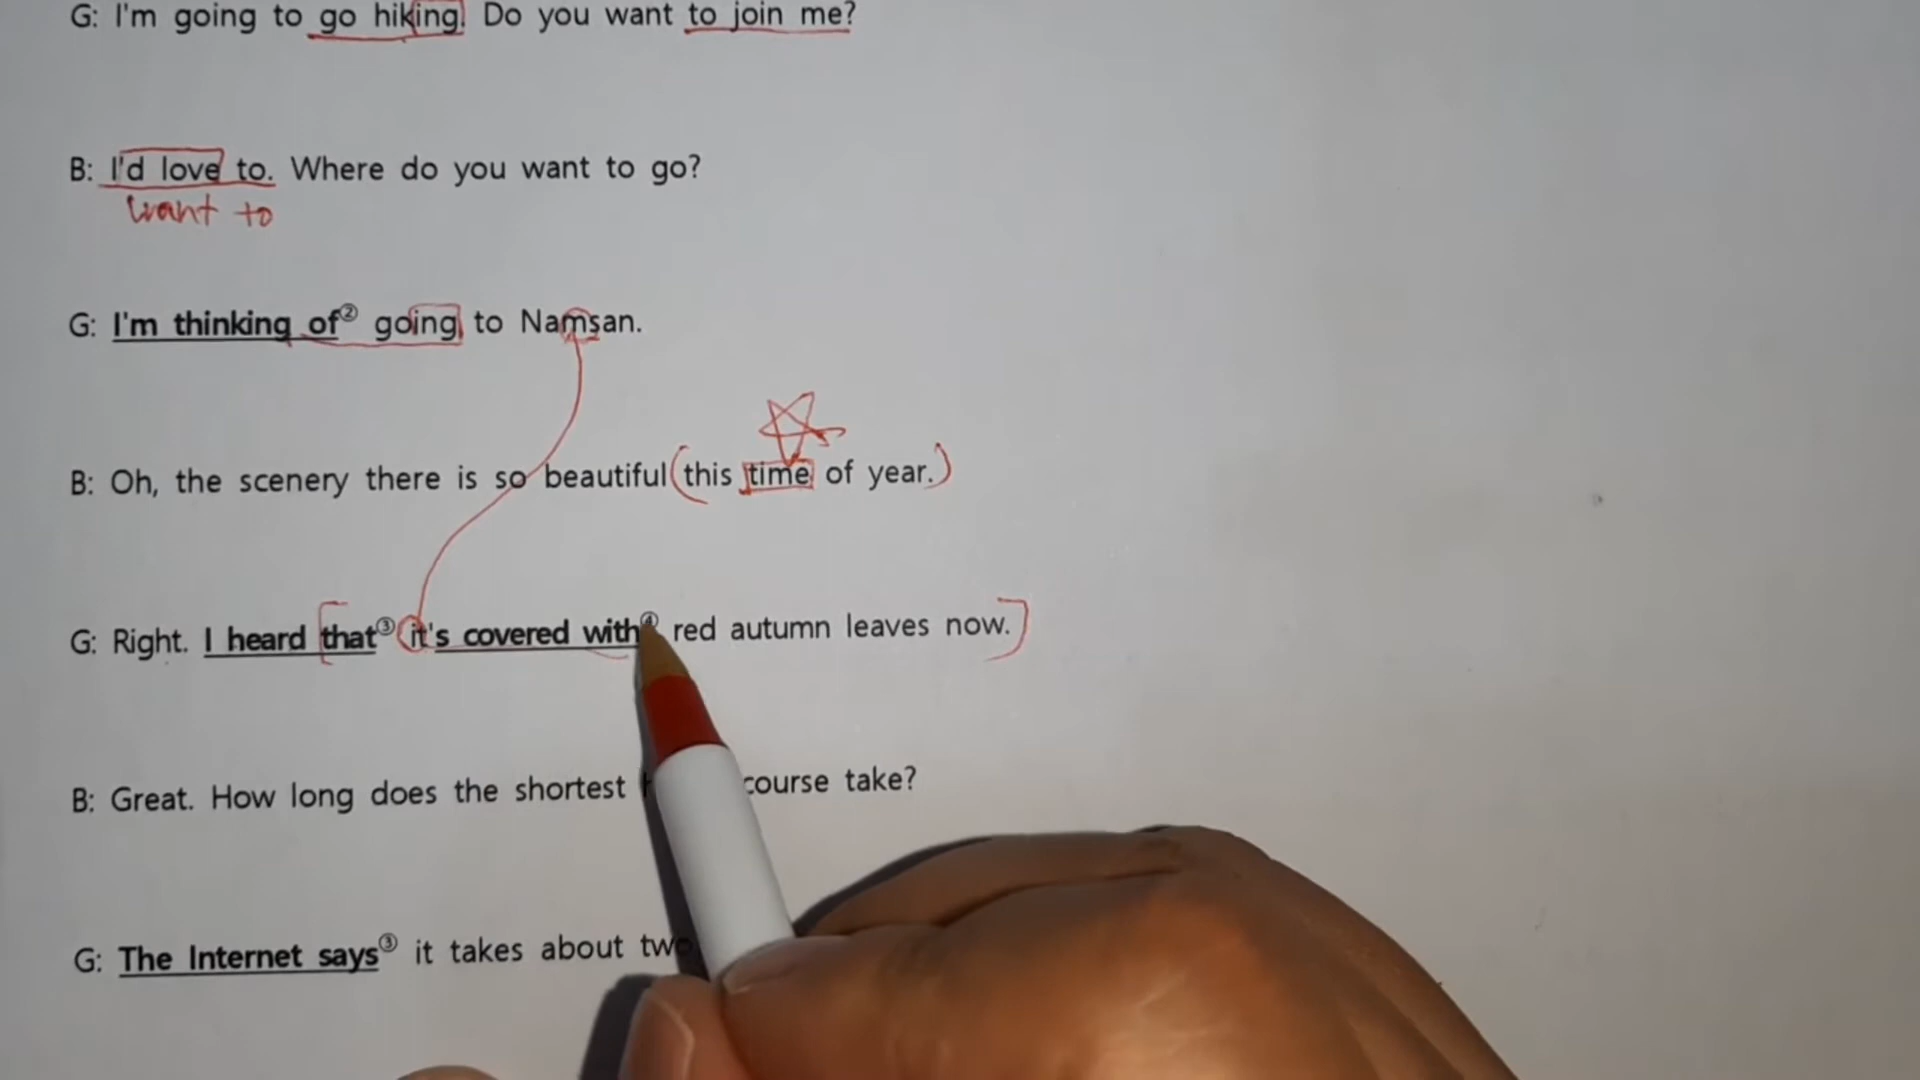 G: I'm going to go hiking. Do you want to join me?
B: I'd love to. Where do you want to go?
want to
G: I'm thinking of② going to Namsan.
B: Oh, the scenery there is so beautiful (this time of year.)
G: Right. I heard [that③ it's covered with④ red autumn leaves now.]
B: Great. How long does the shortest course take?
G: The Internet says③ it takes about two